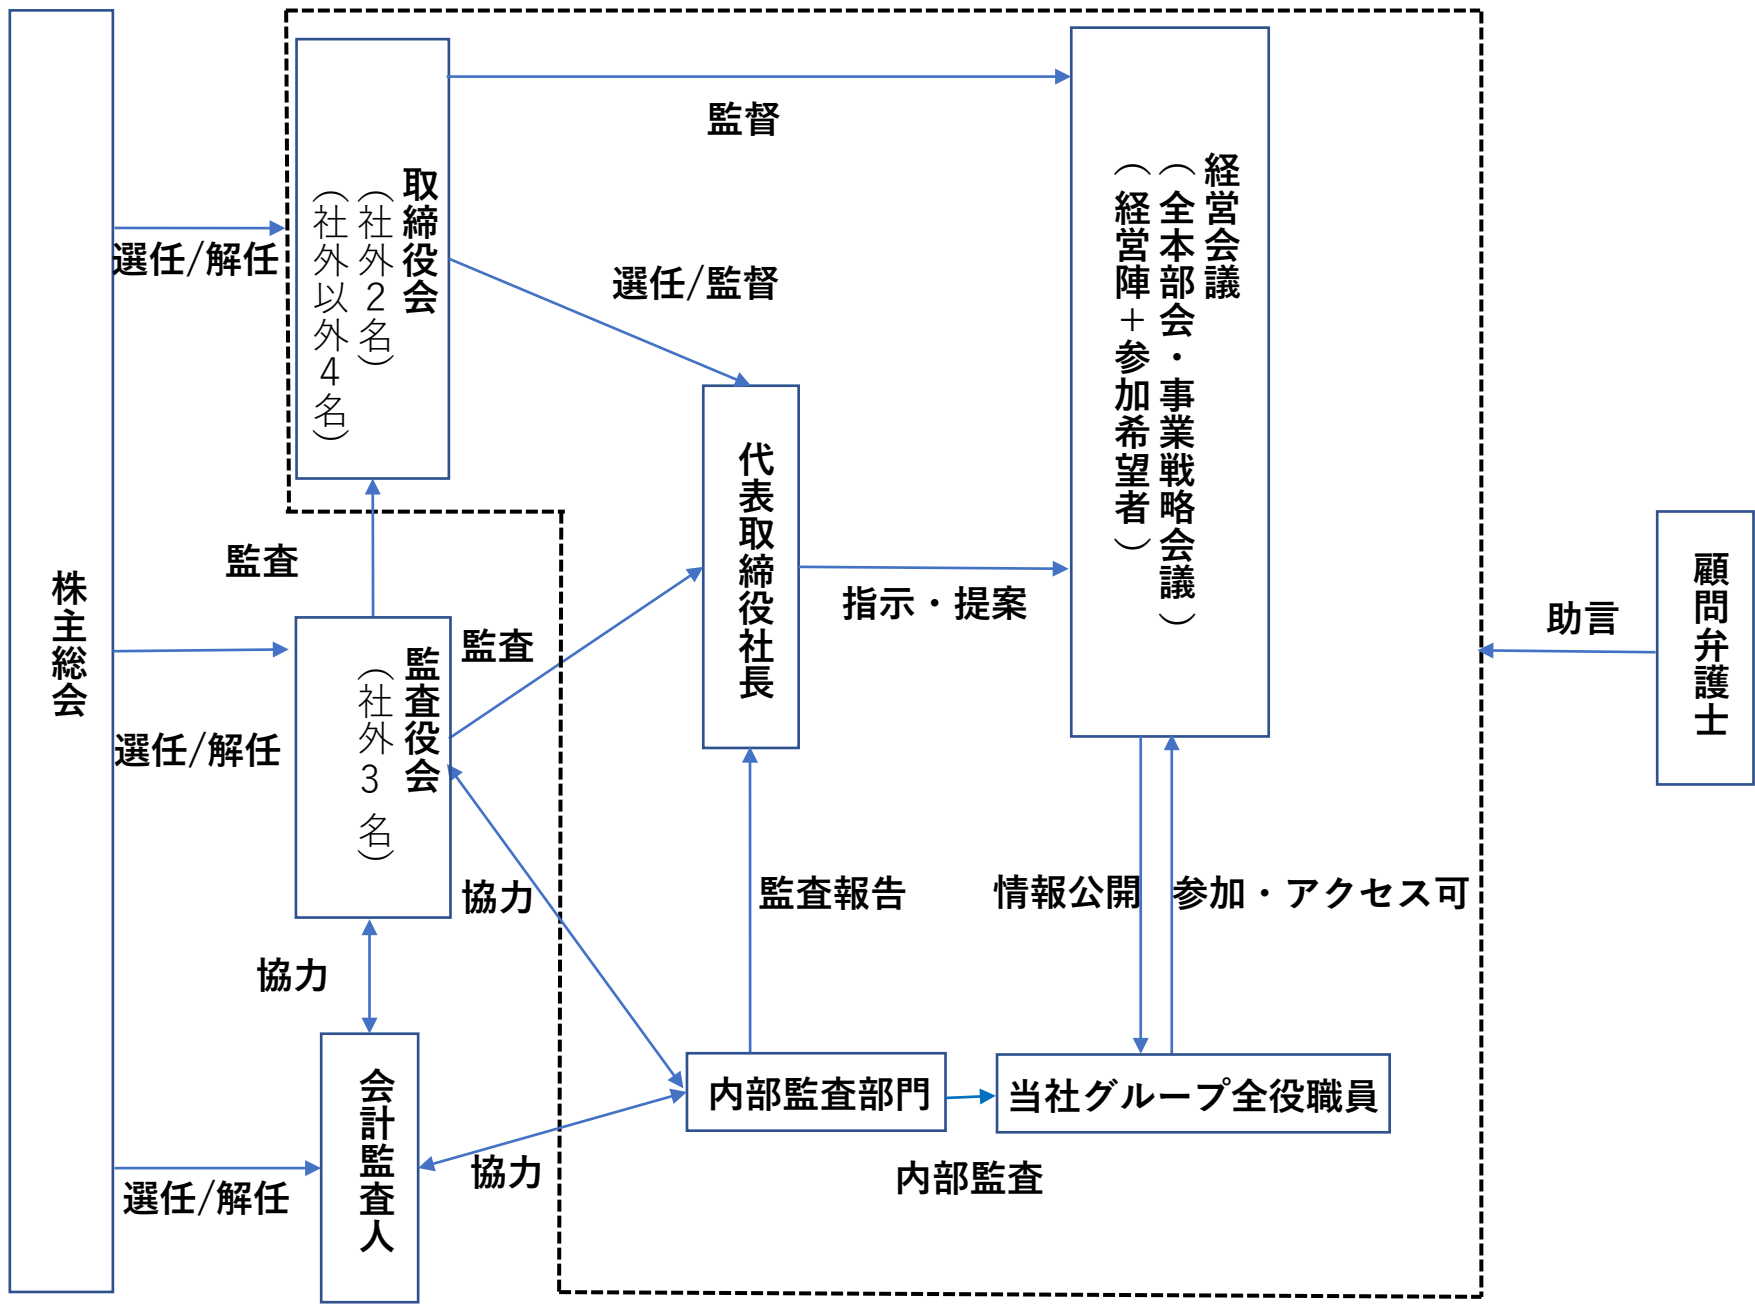 株主総会
選任/解任
選任/解任
選任/解任
取締役会
（社外２名）
（社外以外４名）
監査
監査役会
（社外３名）
協力
会計監査人
監督
選任/監督
監査
協力
協力
代表取締役社長
指示・提案
監査報告
内部監査部門
内部監査
経営会議
（全本部会・事業戦略会議）
（経営陣＋参加希望者）
情報公開
参加・アクセス可
当社グループ全役職員
助言
顧問弁護士